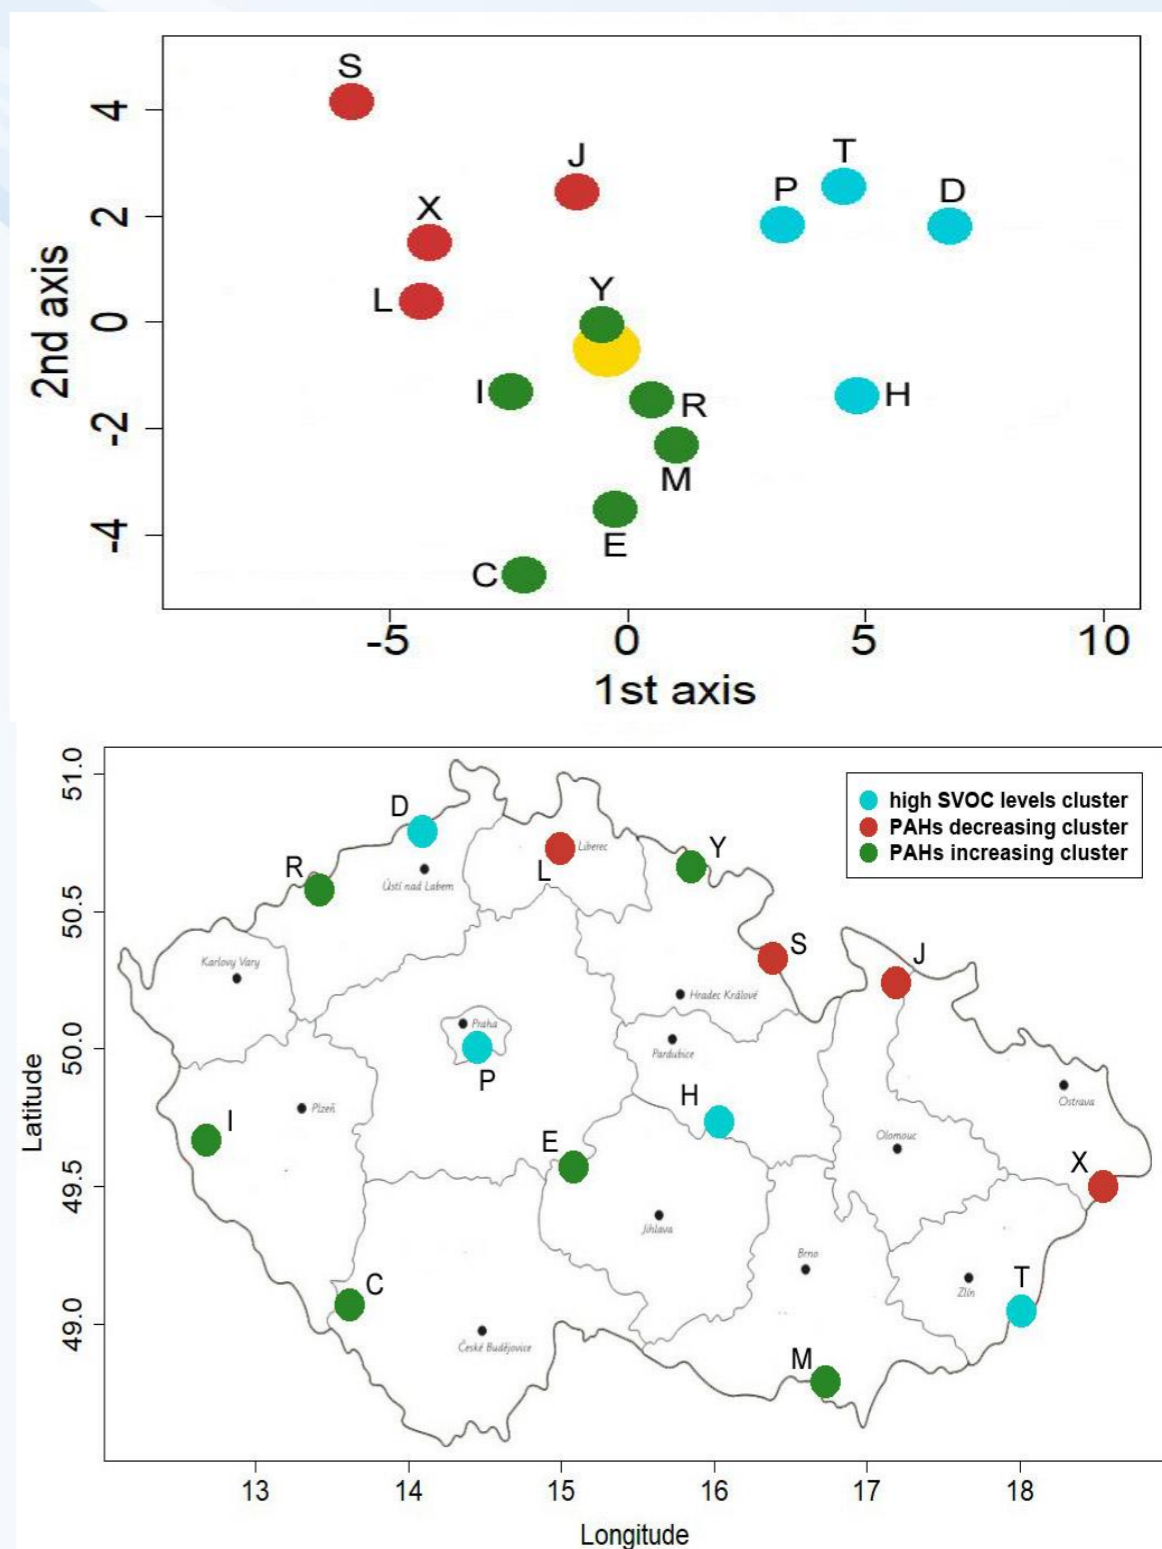 S
J
T
P
D
X
L
Y
I
R
H
M
E
C
4
2
0
-2
-4
2nd axis
-5
0
5
10
1st axis
51.0
50.5
50.0
49.5
49.0
Latitude
high SVOC levels cluster
PAHs decreasing cluster
PAHs increasing cluster
D
R
L
Liberec
Y
Ústí nad Labem
S
J
Karlovy Vary
Hradec Králové
Praha
Pardubice
P
H
Ostrava
I
Plzeň
E
Olomouc
X
Jihlava
Brno
T
Zlín
C
České Budějovice
M
13
14
15
16
17
18
Longitude